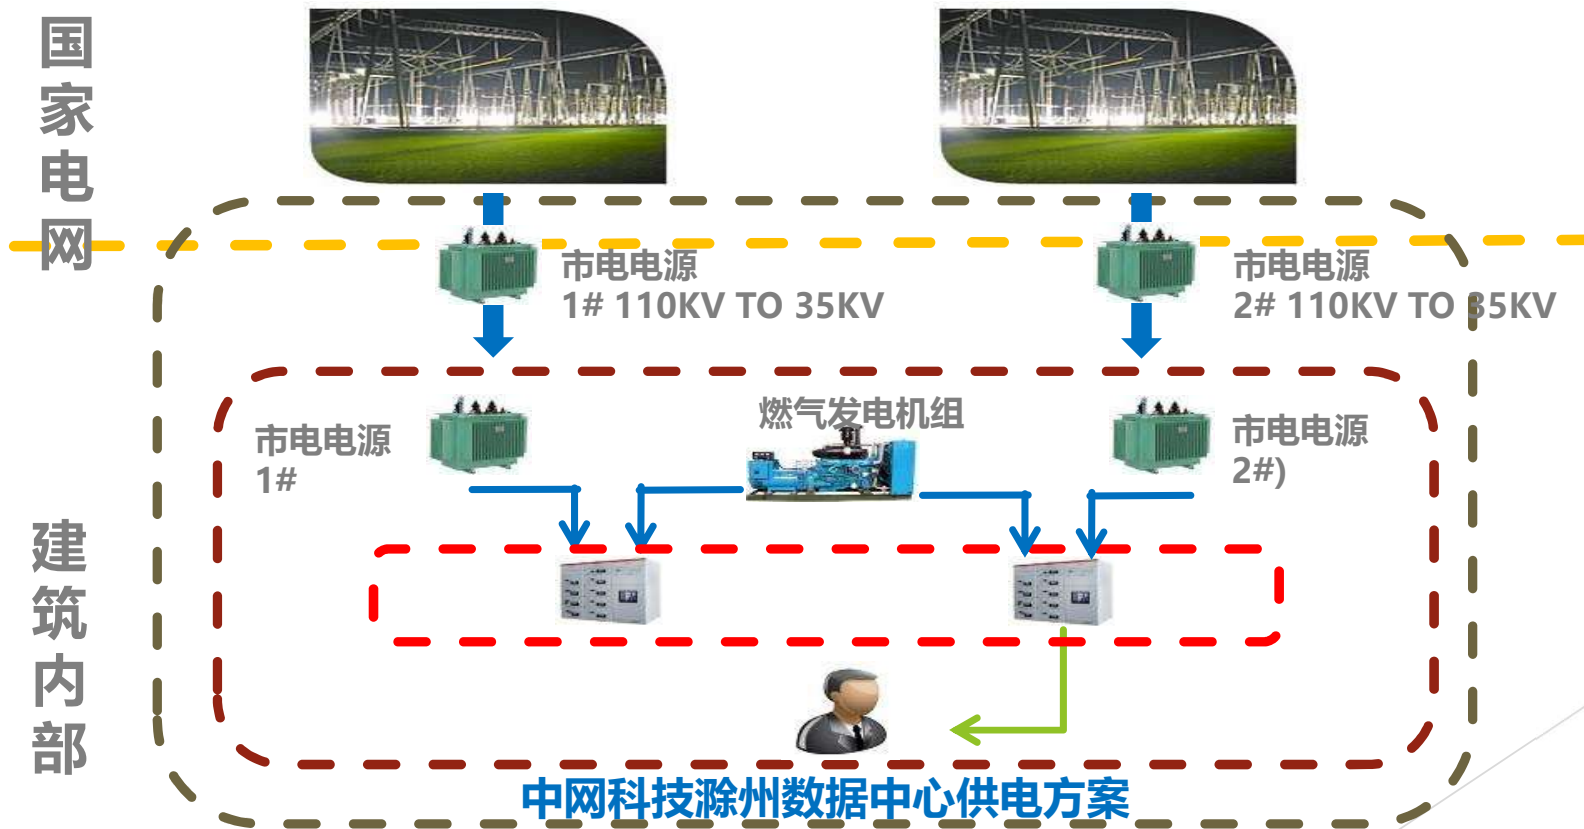 国家电网
市电电源
1# 110KV TO 35KV
市电电源
2# 110KV TO 35KV
燃气发电机组
市电电源
1#
市电电源
2#)
建筑内部
中网科技滁州数据中心供电方案